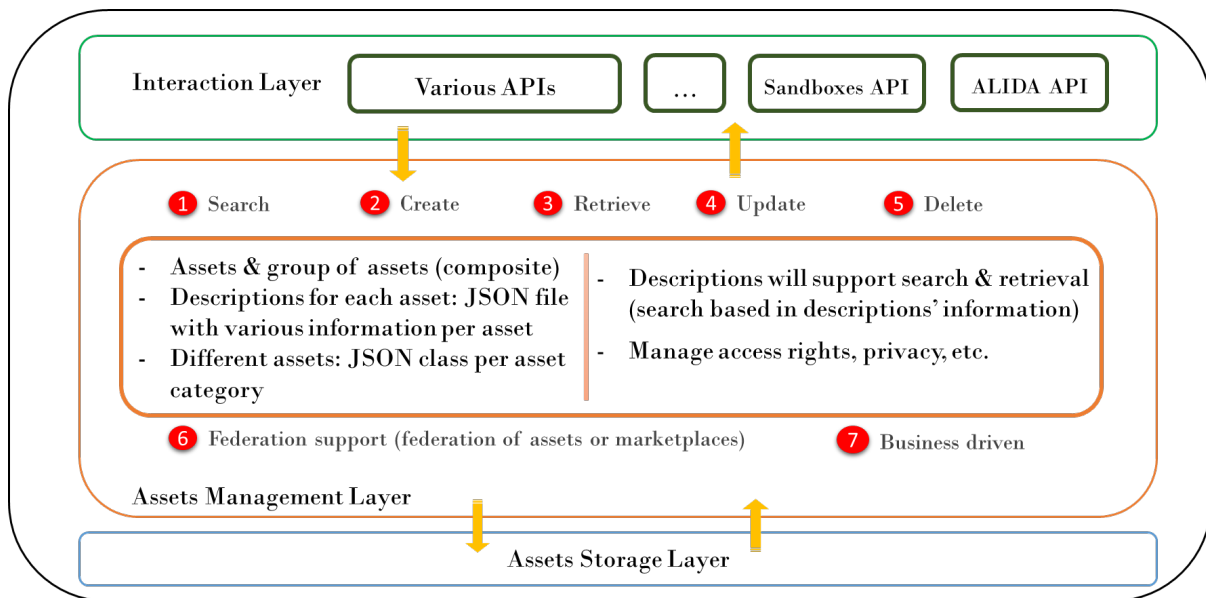 Interaction Layer
Various APIs
...
Sandboxes API
ALIDA API
1 Search
2 Create
3 Retrieve
4 Update
5 Delete
- Assets & group of assets (composite)
- Descriptions for each asset: JSON file
with various information per asset
- Different assets: JSON class per asset
category
- Descriptions will support search & retrieval
(search based in descriptions’ information)
- Manage access rights, privacy, etc.
6 Federation support (federation of assets or marketplaces)
7 Business driven
Assets Management Layer
Assets Storage Layer